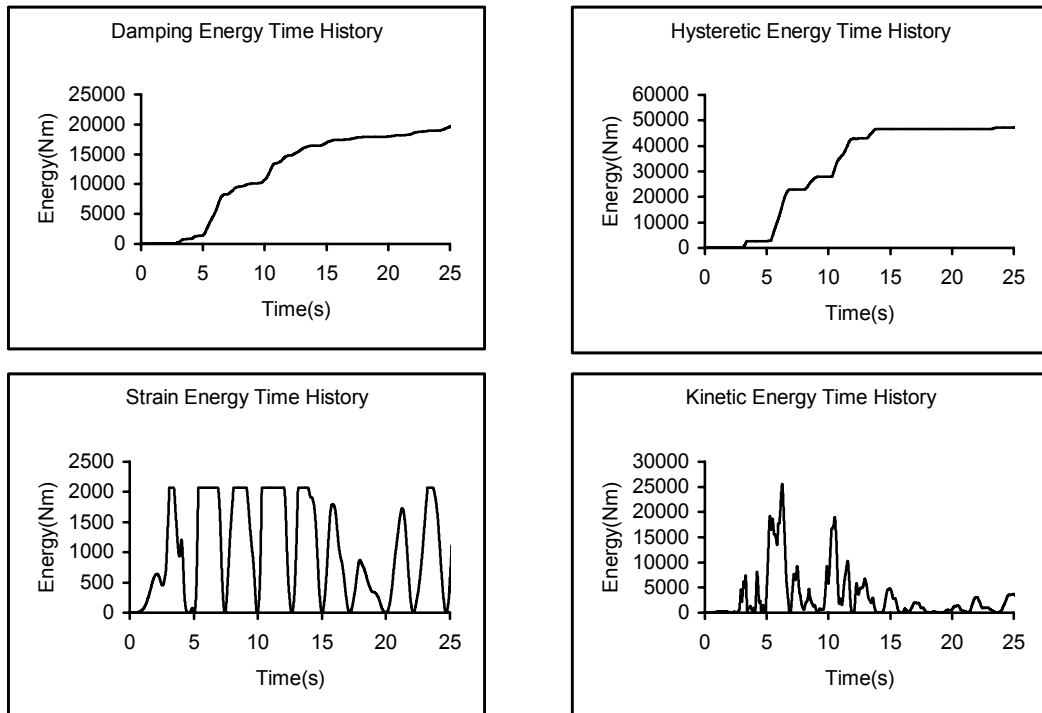 Damping Energy Time History
Energy(Nm)
25000
20000
15000
10000
5000
0
0 5 10 15 20 25
Time(s)
Hysteretic Energy Time History
Energy(Nm)
60000
50000
40000
30000
20000
10000
0
0 5 10 15 20 25
Time(s)
Strain Energy Time History
Energy(Nm)
2500
2000
1500
1000
500
0
0 5 10 15 20 25
Time(s)
Kinetic Energy Time History
Energy(Nm)
30000
25000
20000
15000
10000
5000
0
0 5 10 15 20 25
Time(s)